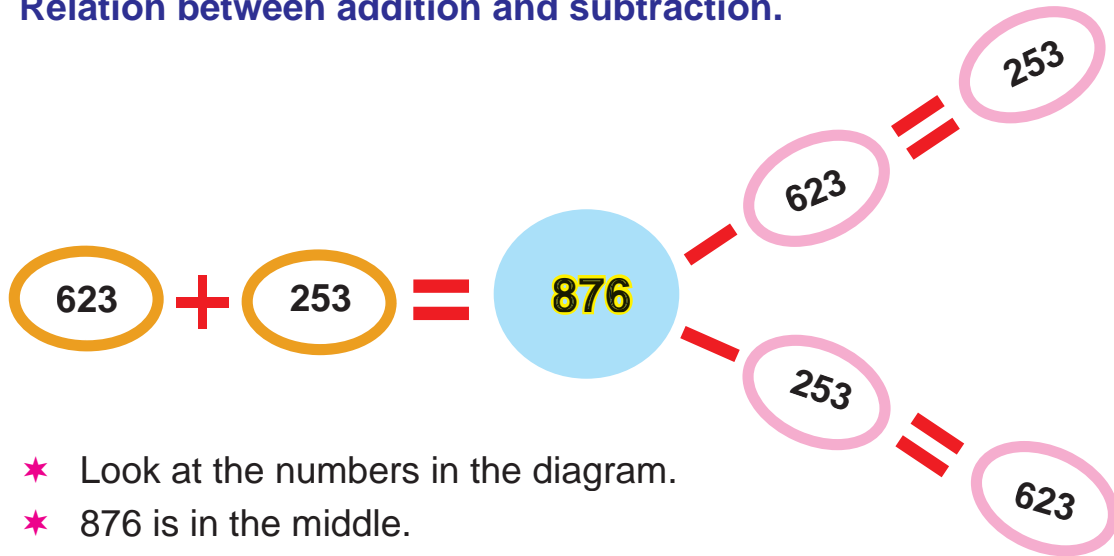 Relation between addition and subtraction.
253
623
623 + 253 = 876
253
623
✶ Look at the numbers in the diagram.
✶ 876 is in the middle.